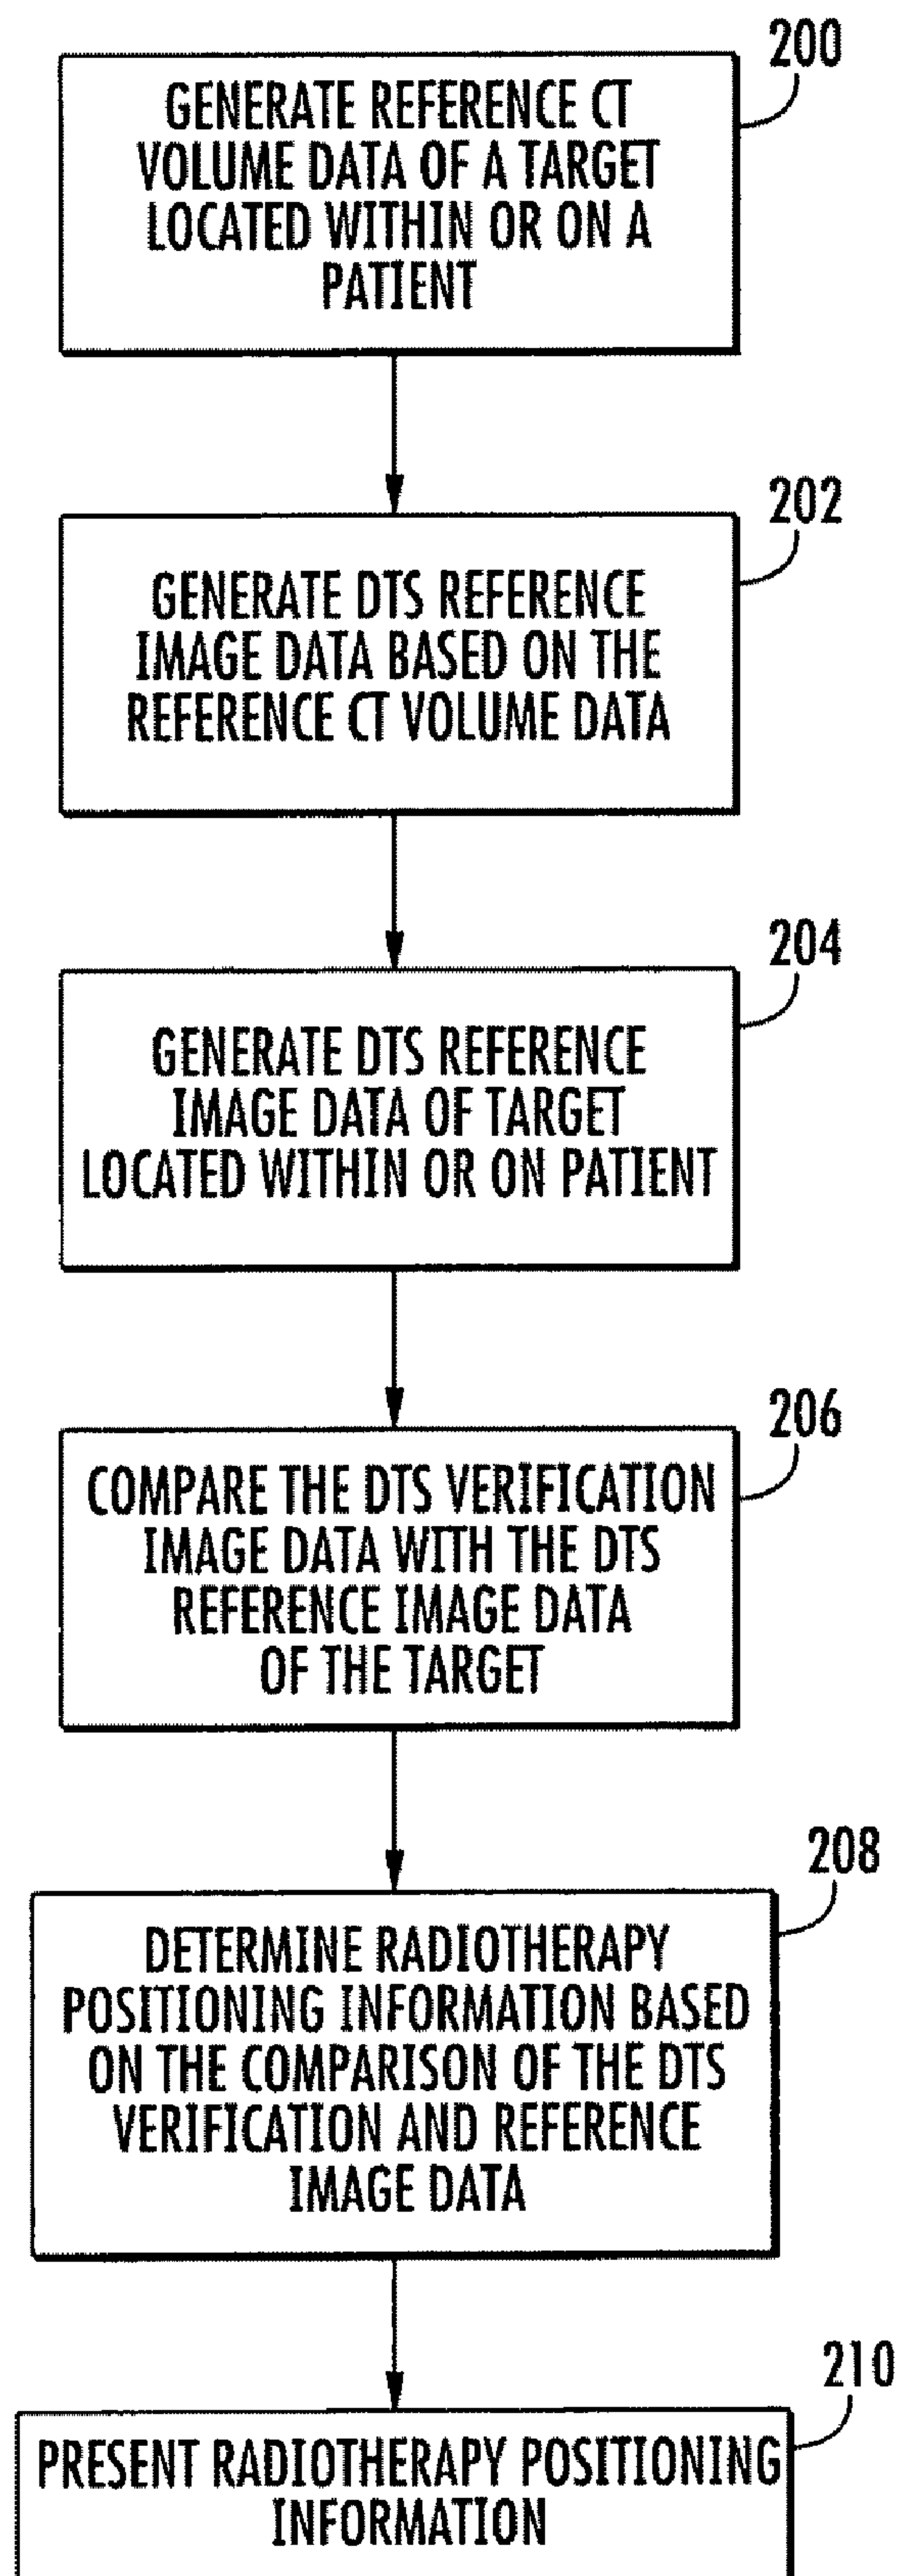 200
GENERATE REFERENCE CT
VOLUME DATA OF A TARGET
LOCATED WITHIN OR ON A
PATIENT
202
GENERATE DTS REFERENCE
IMAGE DATA BASED ON THE
REFERENCE CT VOLUME DATA
204
GENERATE DTS REFERENCE
IMAGE DATA OF TARGET
LOCATED WITHIN OR ON PATIENT
206
COMPARE THE DTS VERIFICATION
IMAGE DATA WITH THE DTS
REFERENCE IMAGE DATA
OF THE TARGET
208
DETERMINE RADIOTHERAPY
POSITIONING INFORMATION BASED
ON THE COMPARISON OF THE DTS
VERIFICATION AND REFERENCE
IMAGE DATA
210
PRESENT RADIOTHERAPY POSITIONING
INFORMATION